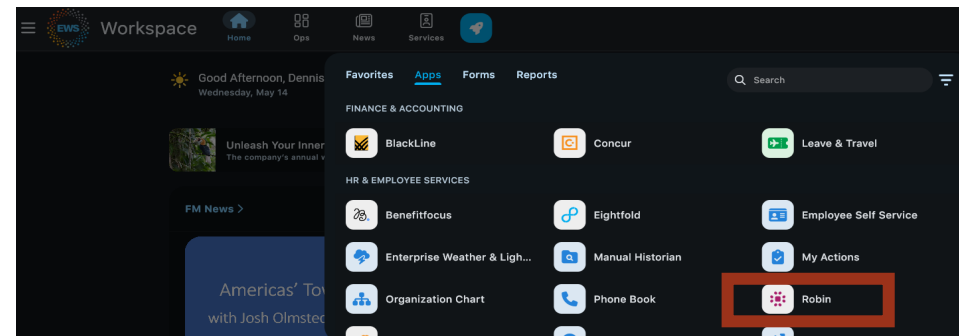 EWS Workspace
Home
Ops
News
Services
Good Afternoon, Dennis
Wednesday, May 14
Unleash Your Inner
The company's annual
FM News >
Americas' To
with Josh Olmsted
Favorites Apps Forms Reports
Search
FINANCE & ACCOUNTING
BlackLine
Concur
Leave & Travel
HR & EMPLOYEE SERVICES
Benefitfocus
Eightfold
Employee Self Service
Enterprise Weather & Ligh...
Manual Historian
My Actions
Organization Chart
Phone Book
Robin